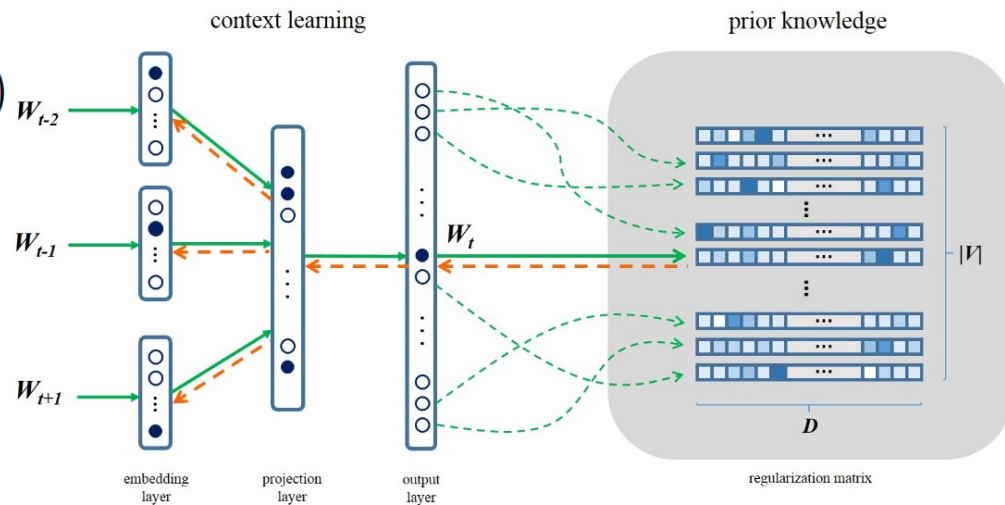 context learning
prior knowledge
)
W_{t-2}
W_{t-1}
W_{t+1}
W_t
|V|
D
embedding
layer
projection
layer
output
layer
regularization matrix